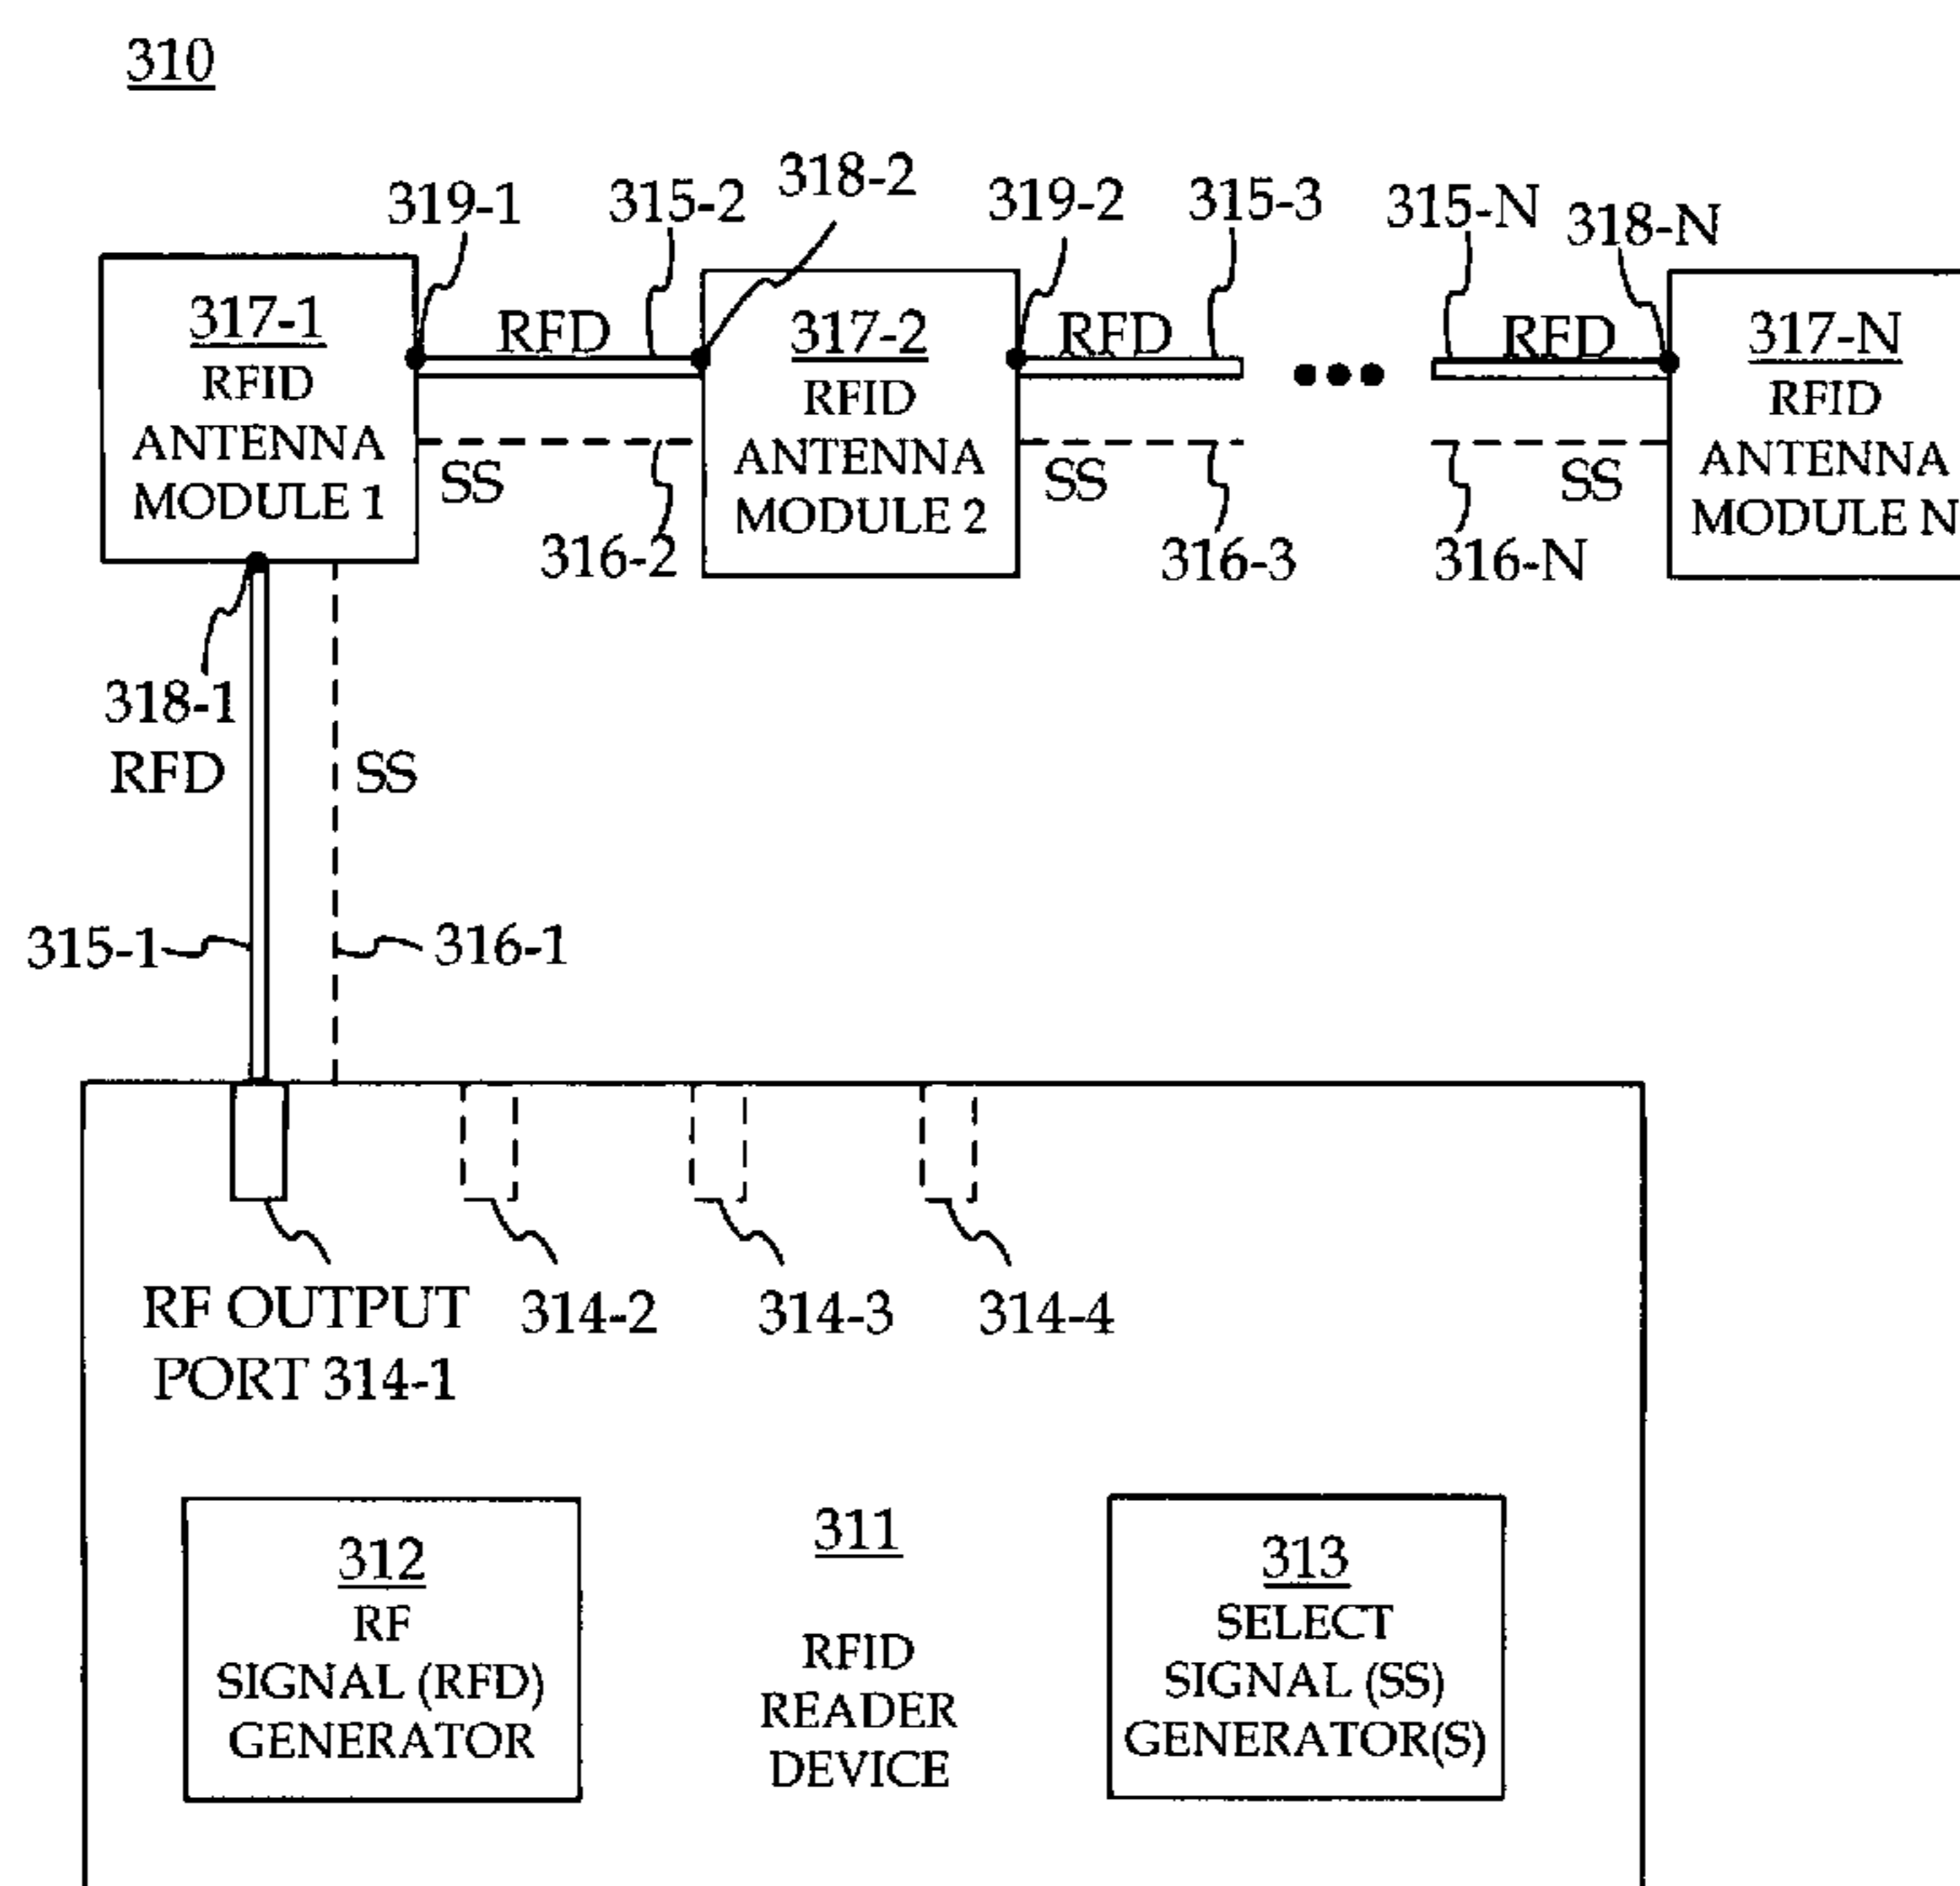 310
319-1
315-2
318-2
319-2
315-3
315-N
318-N
317-1
RFID
ANTENNA
MODULE 1
RFD
SS
316-2
317-2
RFID
ANTENNA
MODULE 2
RFD
SS
316-3
RFD
SS
316-N
317-N
RFID
ANTENNA
MODULE N
318-1
RFD
SS
315-1
316-1
RF OUTPUT
PORT 314-1
314-2
314-3
314-4
312
RF
SIGNAL (RFD)
GENERATOR
311
RFID
READER
DEVICE
313
SELECT
SIGNAL (SS)
GENERATOR(S)